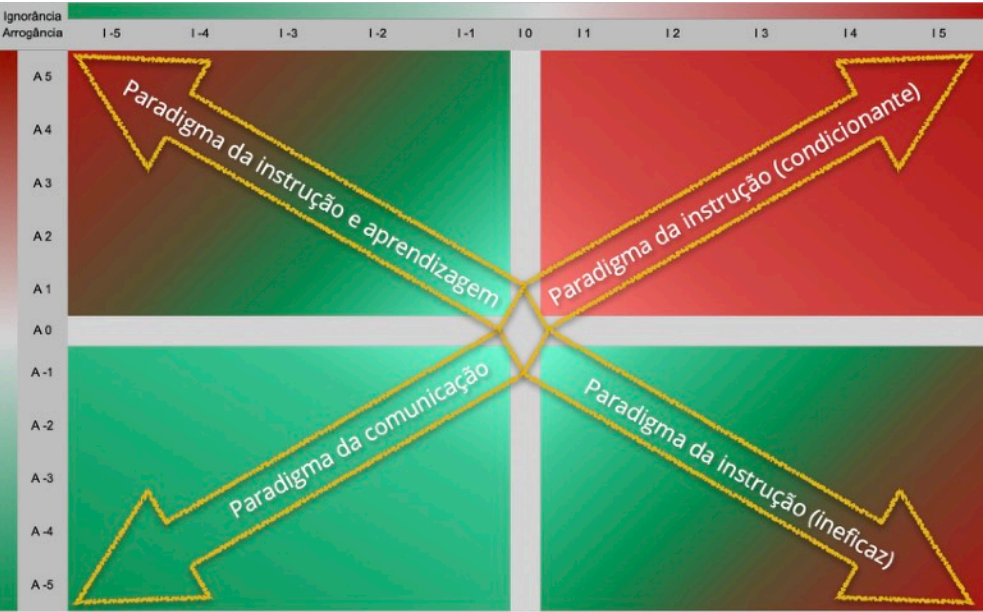 Ignorância
Arrogância I -5 I -4 I -3 I -2 I -1 I 0 I 1 I 2 I 3 I 4 I 5
A 5
A 4
A 3
A 2
A 1
A 0
A -1
A -2
A -3
A -4
A -5
Paradigma da instrução e aprendizagem
Paradigma da instrução (condicionante)
Paradigma da comunicação
Paradigma da instrução (ineficaz)